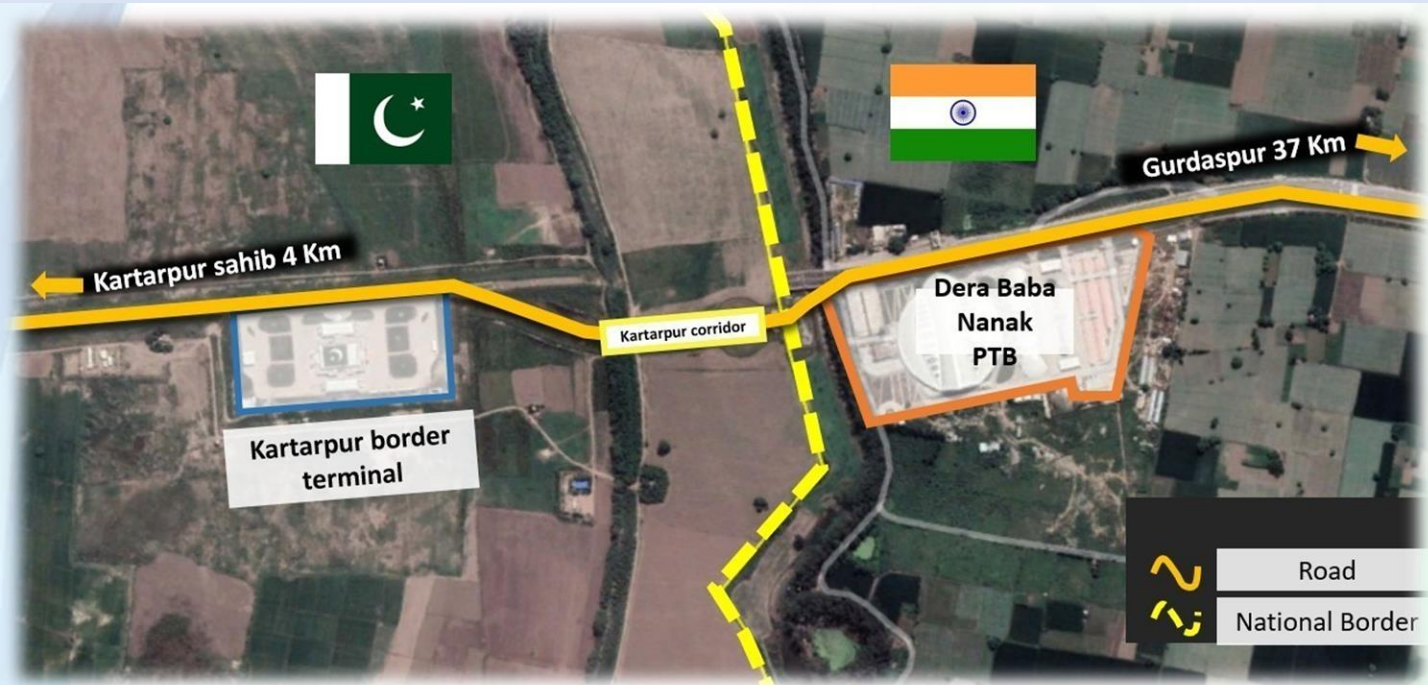 Gurdaspur 37 Km
Kartarpur sahib 4 Km
Dera Baba
Nanak
PTB
Kartarpur corridor
Kartarpur border
terminal
Road
National Border